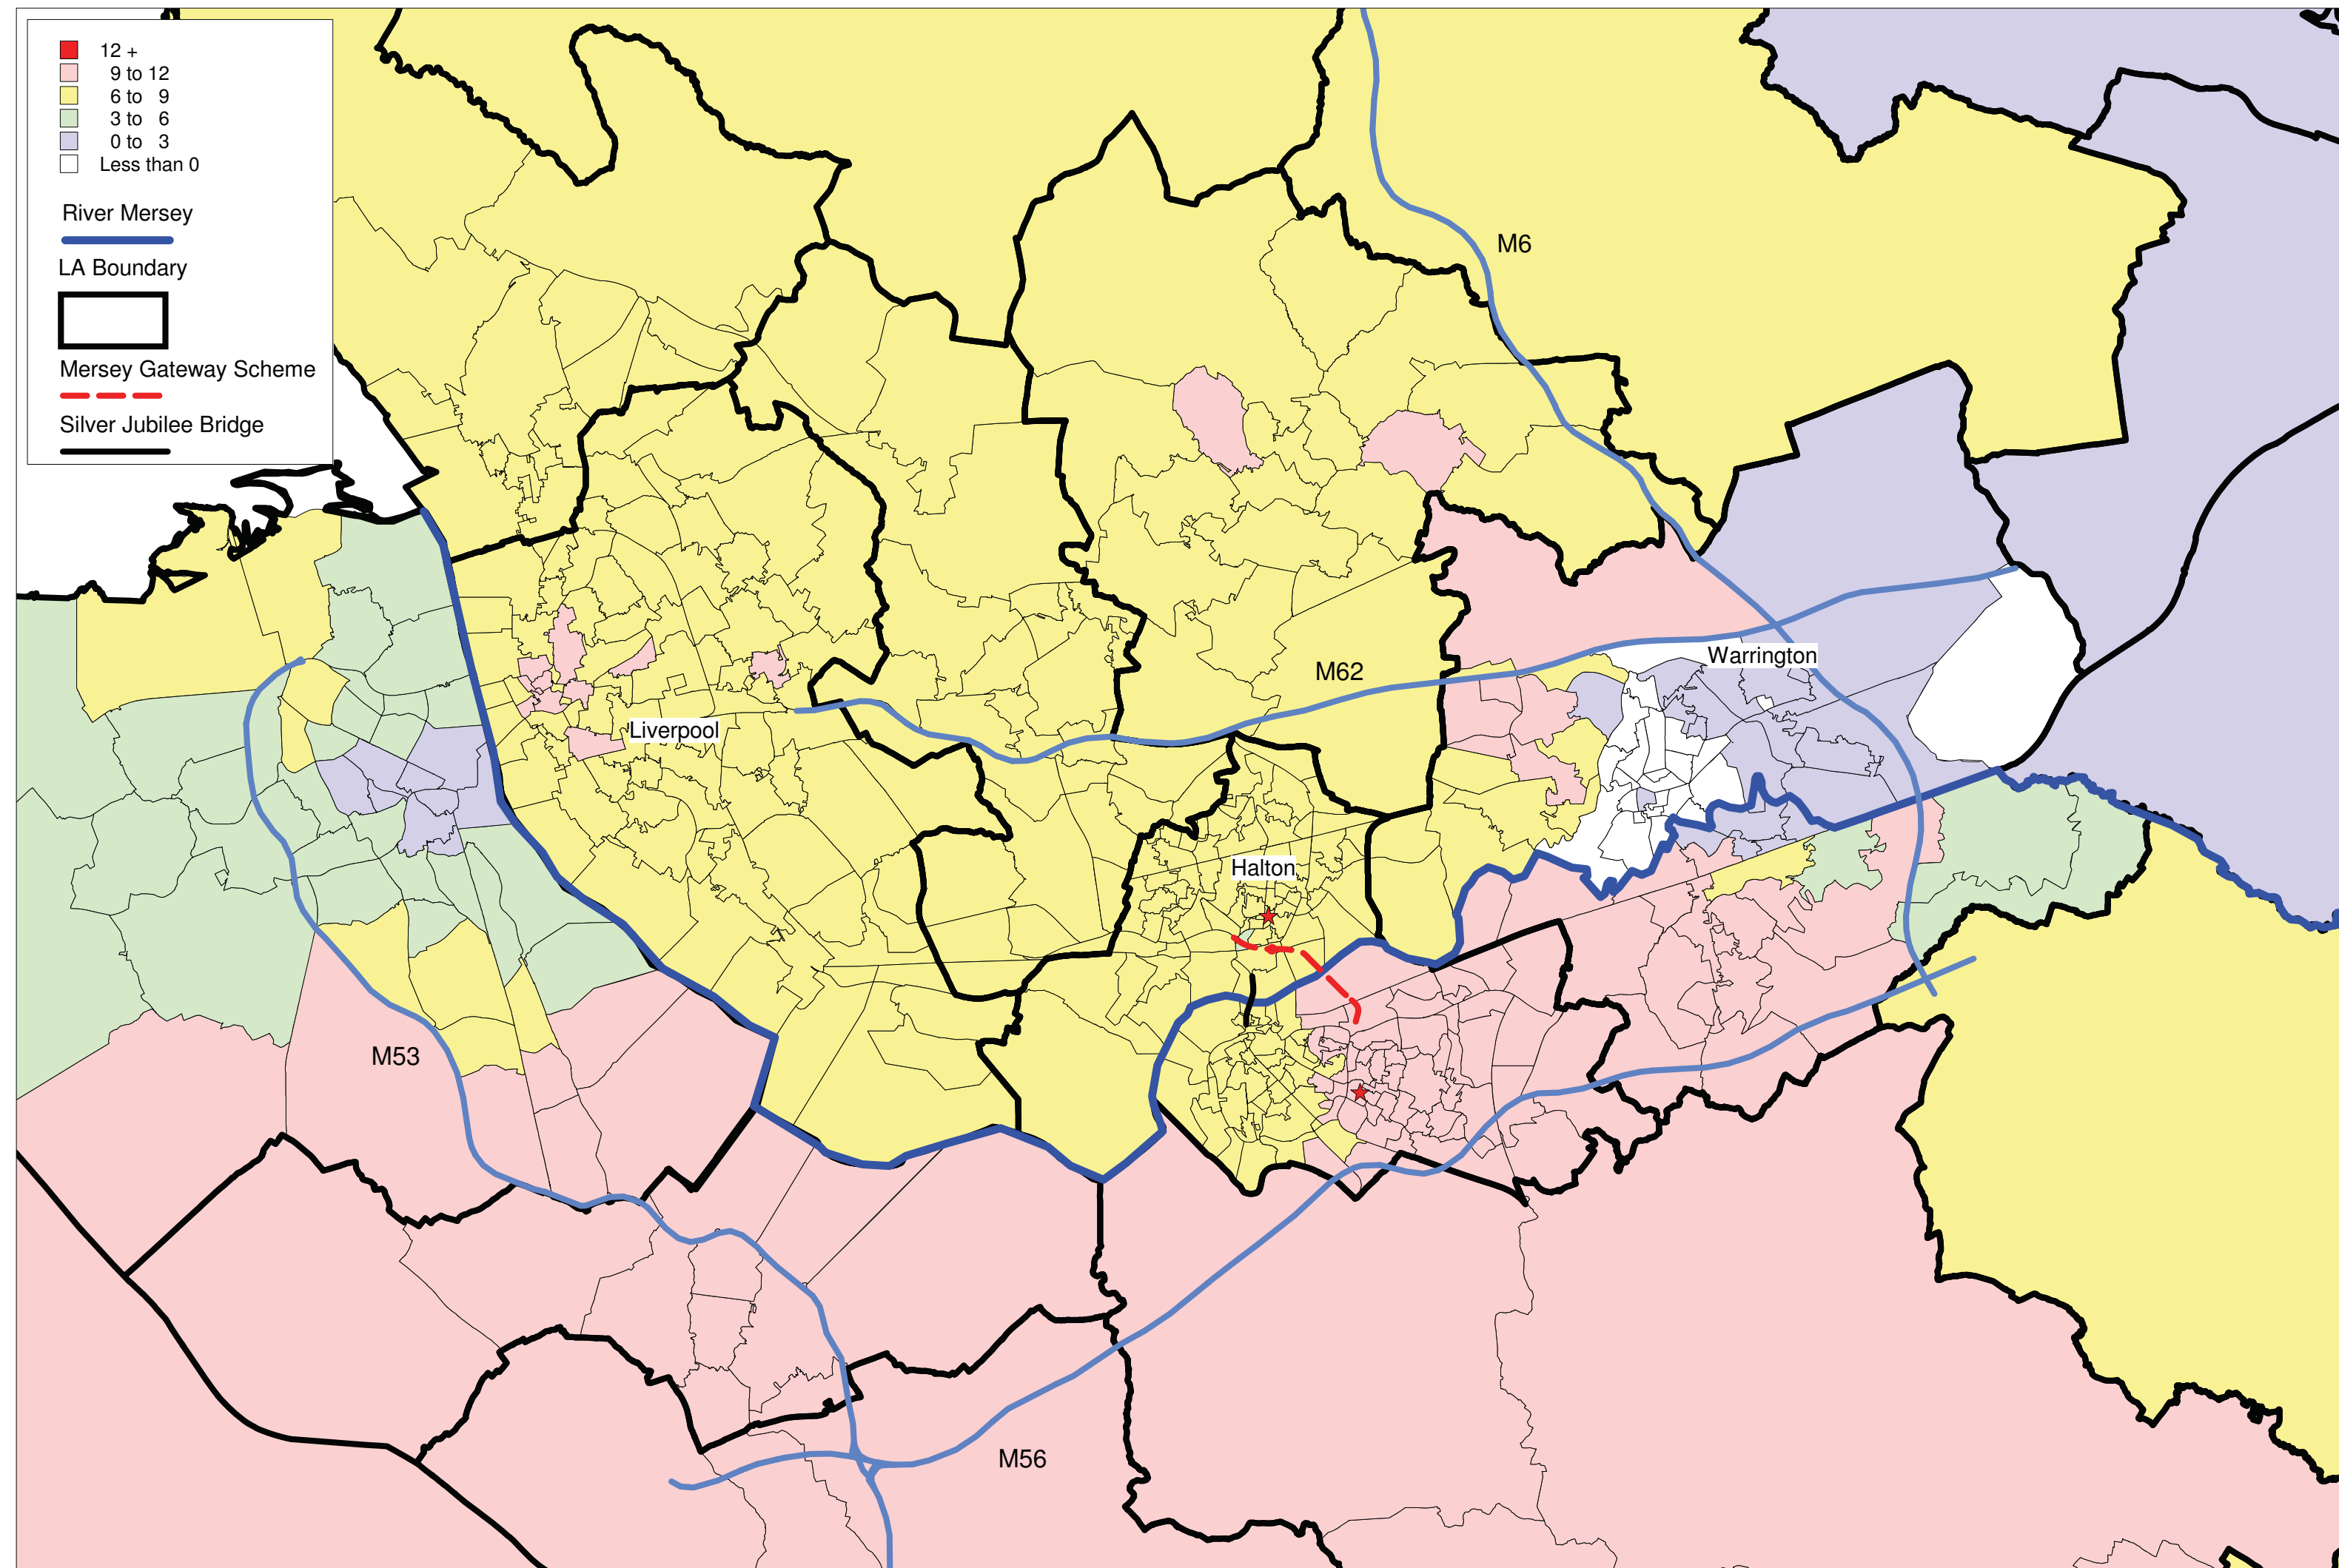 12 +
9 to 12
6 to 9
3 to 6
0 to 3
Less than 0
River Mersey
LA Boundary
Mersey Gateway Scheme
Silver Jubilee Bridge
M6
Warrington
M62
Liverpool
Halton
M53
M56